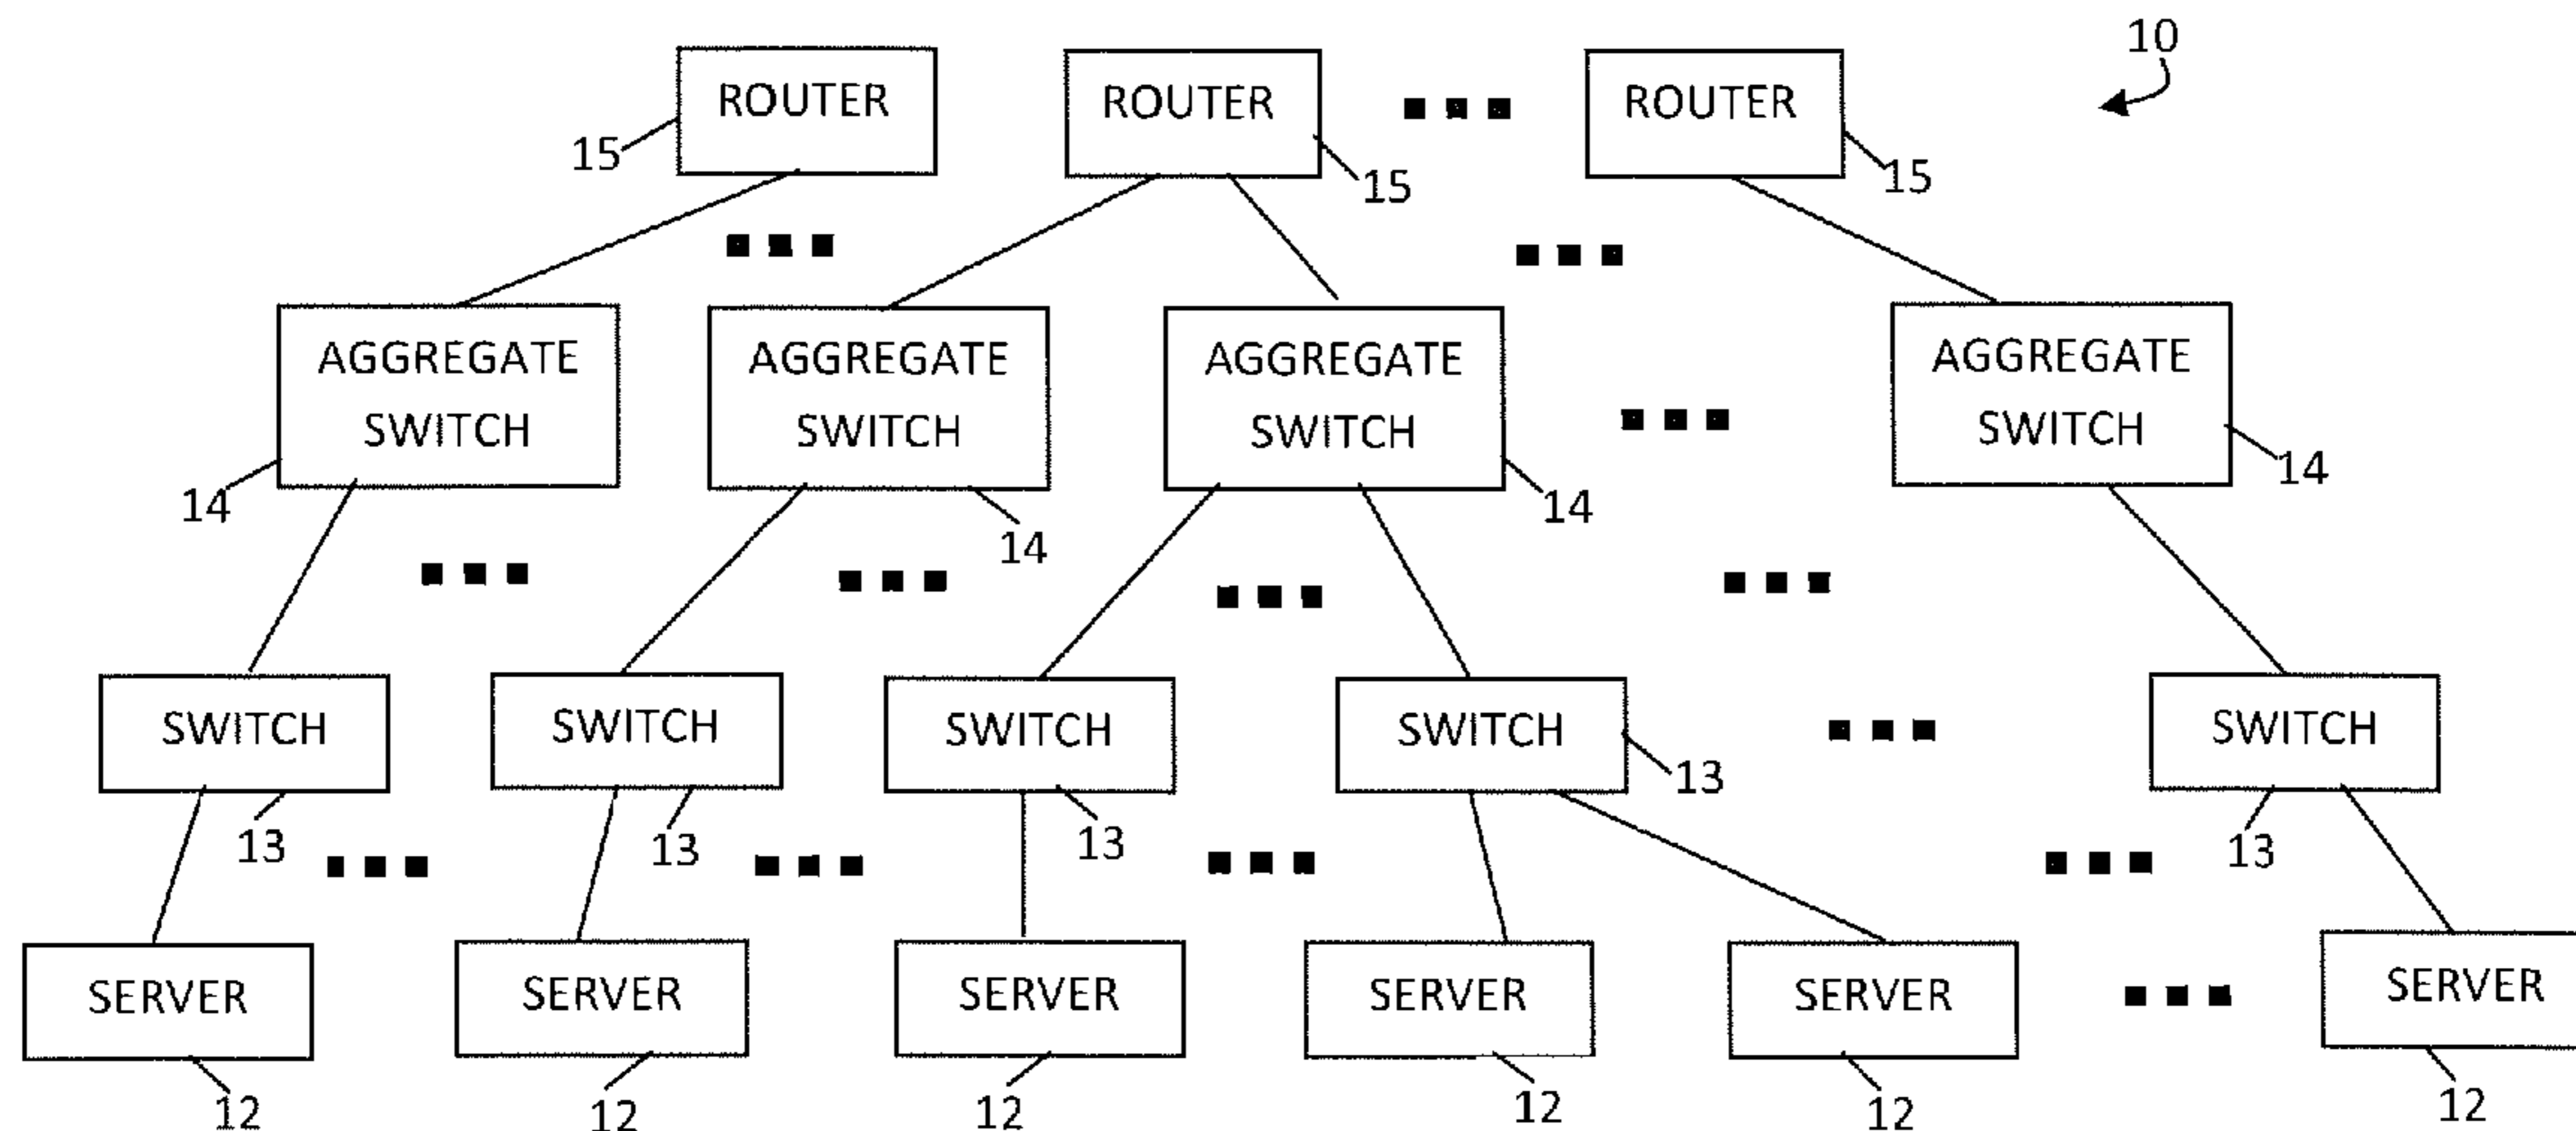 10
ROUTER
ROUTER
ROUTER
15
15
15
AGGREGATE
SWITCH
AGGREGATE
SWITCH
AGGREGATE
SWITCH
AGGREGATE
SWITCH
14
14
14
14
SWITCH
SWITCH
SWITCH
SWITCH
SWITCH
13
13
13
13
13
SERVER
SERVER
SERVER
SERVER
SERVER
SERVER
12
12
12
12
12
12